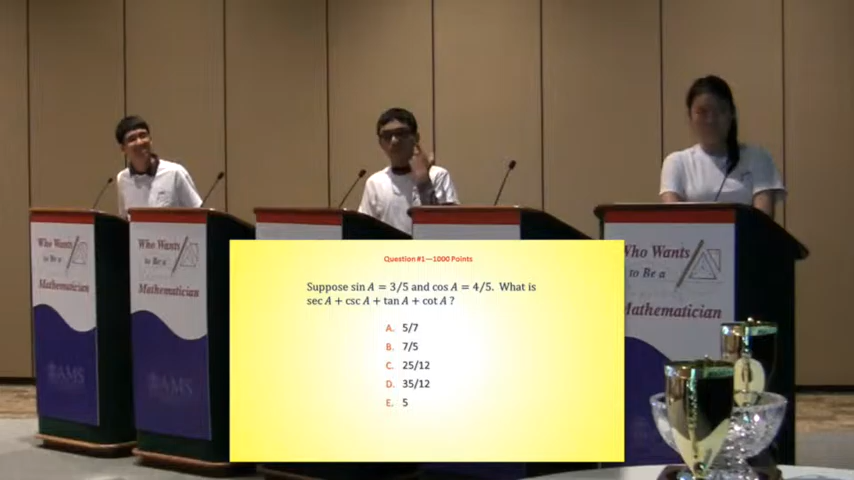 Who Wants
to Be a
Mathematician
AMS
Who Wants
to Be a
Mathematician
AMS
Who Wants
to Be a
Mathematician
Question #1—1000 Points
Suppose sin A = 3/5 and cos A = 4/5. What is
sec A + csc A + tan A + cot A ?
A. 5/7
B. 7/5
C. 25/12
D. 35/12
E. 5